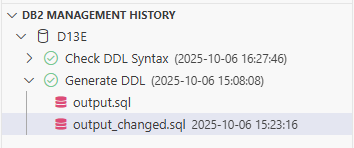 DB2 MANAGEMENT HISTORY
D13E
Check DDL Syntax (2025-10-06 16:27:46)
Generate DDL (2025-10-06 15:08:08)
output.sql
output_changed.sql 2025-10-06 15:23:16